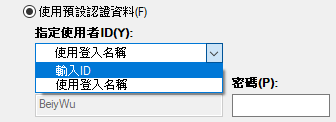 使用預設認證資料(F)
指定使用者ID(Y):
使用登入名稱
輸入ID
使用登入名稱
密碼(P):
BeiyWu